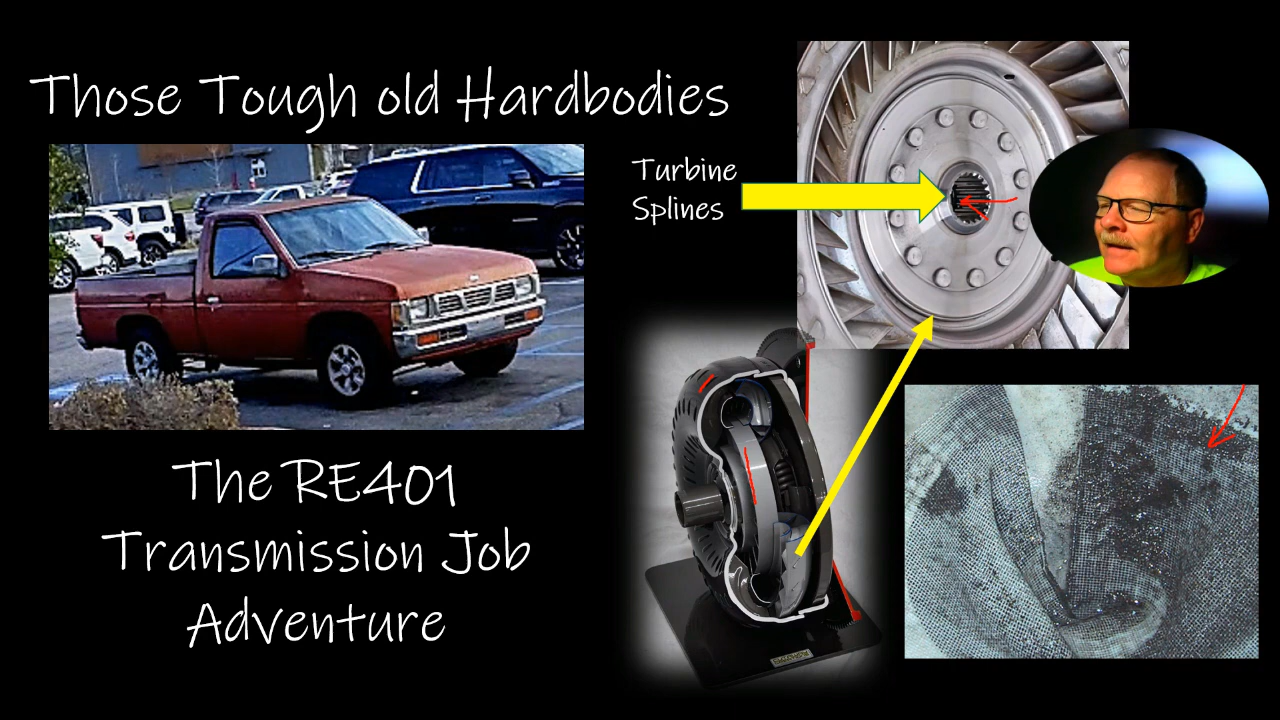 Those Tough old Hardbodies
Turbine
Splines
The RE401
Transmission Job
Adventure